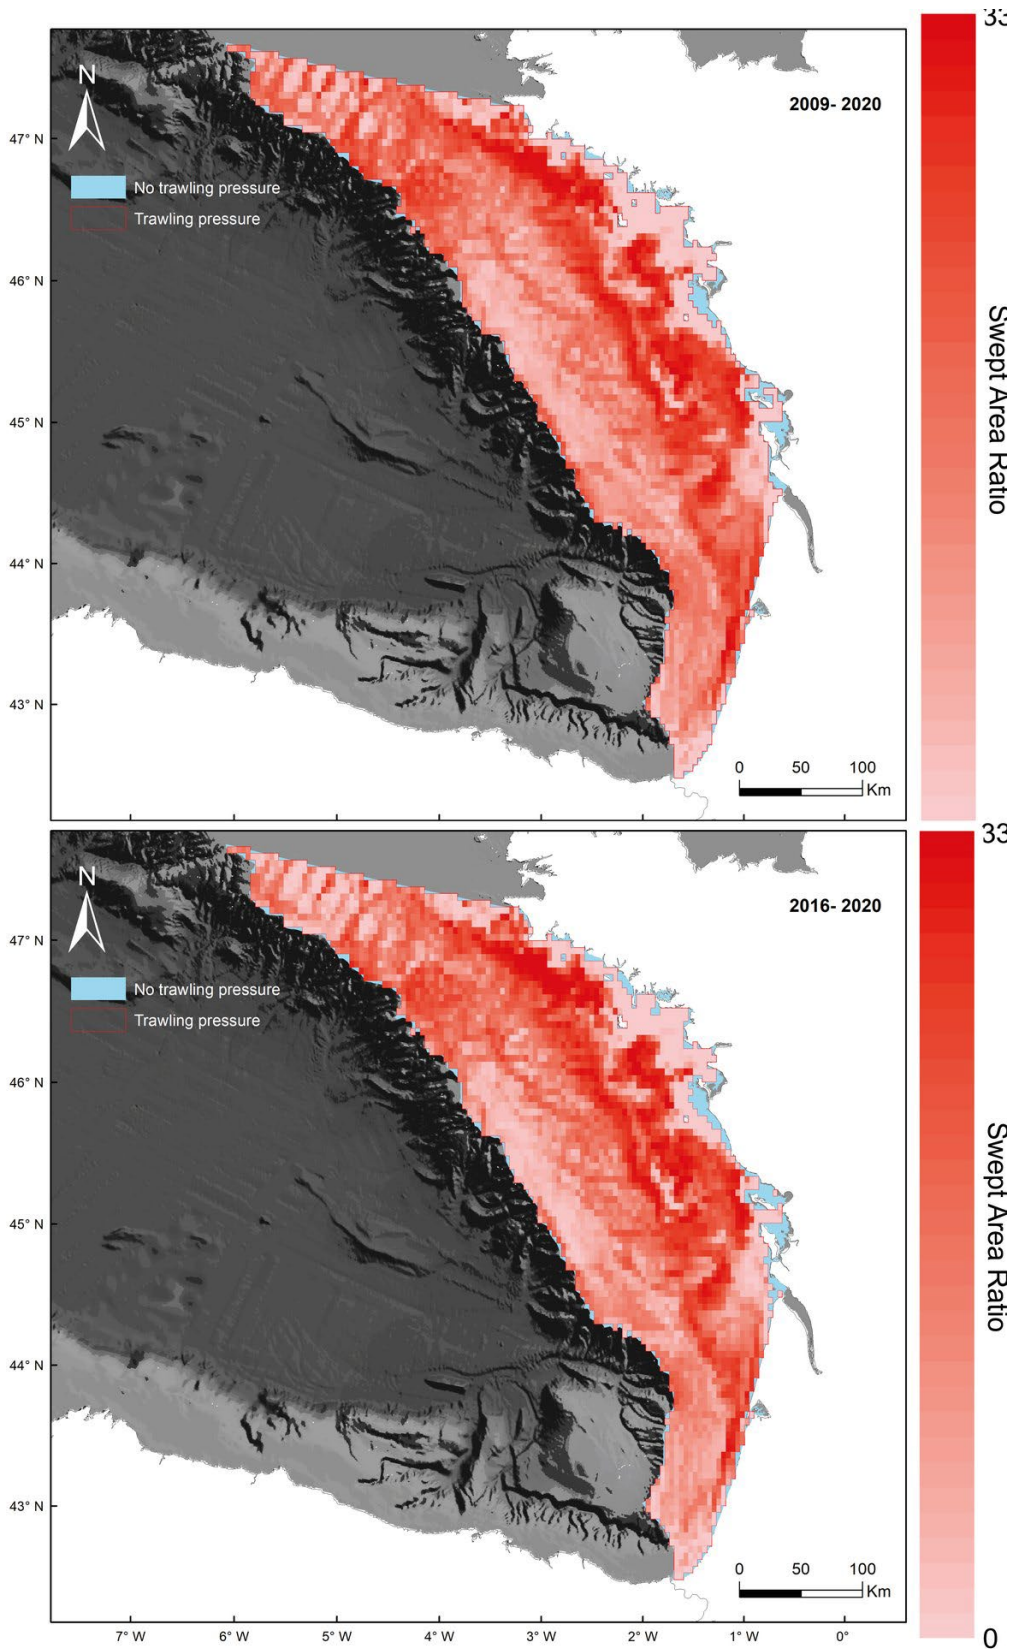 33
N
2009- 2020
47° N
No trawling pressure
Trawling pressure
46° N
45° N
44° N
43° N
0 50 100
Km
Swept Area Ratio
33
N
2016- 2020
47° N
No trawling pressure
Trawling pressure
46° N
45° N
44° N
43° N
0 50 100
Km
Swept Area Ratio
0
7° W 6° W 5° W 4° W 3° W 2° W 1° W 0°